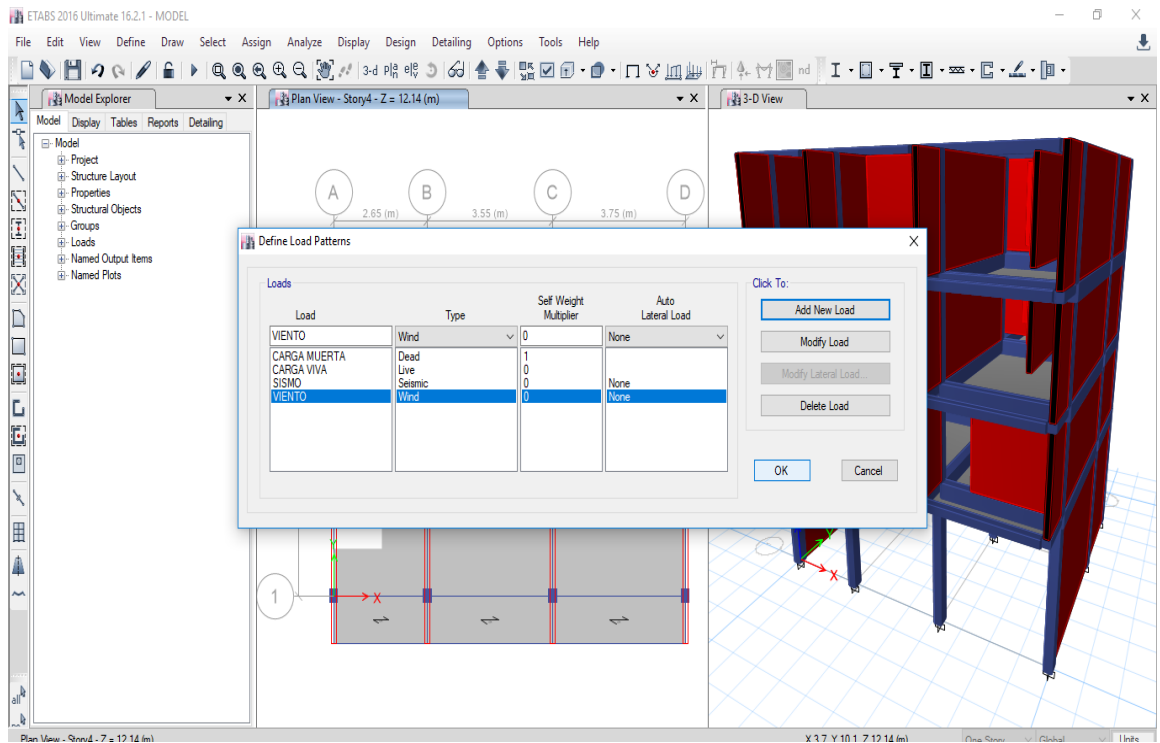 ETABS 2016 Ultimate 16.2.1 - MODEL
File Edit View Define Draw Select Assign Analyze Display Design Detailing Options Tools Help
3-d nd
Model Explorer
Plan View - Story4 - Z = 12.14 (m)
3-D View
Model Display Tables Reports Detailing
Model
Project
Structure Layout
Properties
Structural Objects
Groups
Loads
Named Output Items
Named Plots
A B C D
2.65 (m) 3.55 (m) 3.75 (m)
Define Load Patterns
Loads
Click To:
Load Type Self Weight Multiplier Auto Lateral Load
VIENTO Wind 0 None
CARGA MUERTA Dead 1
CARGA VIVA Live 0
SISMO Seismic 0 None
VIENTO Wind 0 None
Add New Load
Modify Load
Modify Lateral Load...
Delete Load
OK Cancel
1
X
Y
X
all
Plan View - Story4 - Z = 12.14 (m)
X 3.7 Y 10.1 Z 12.14 (m)
One Story
Global
Units...